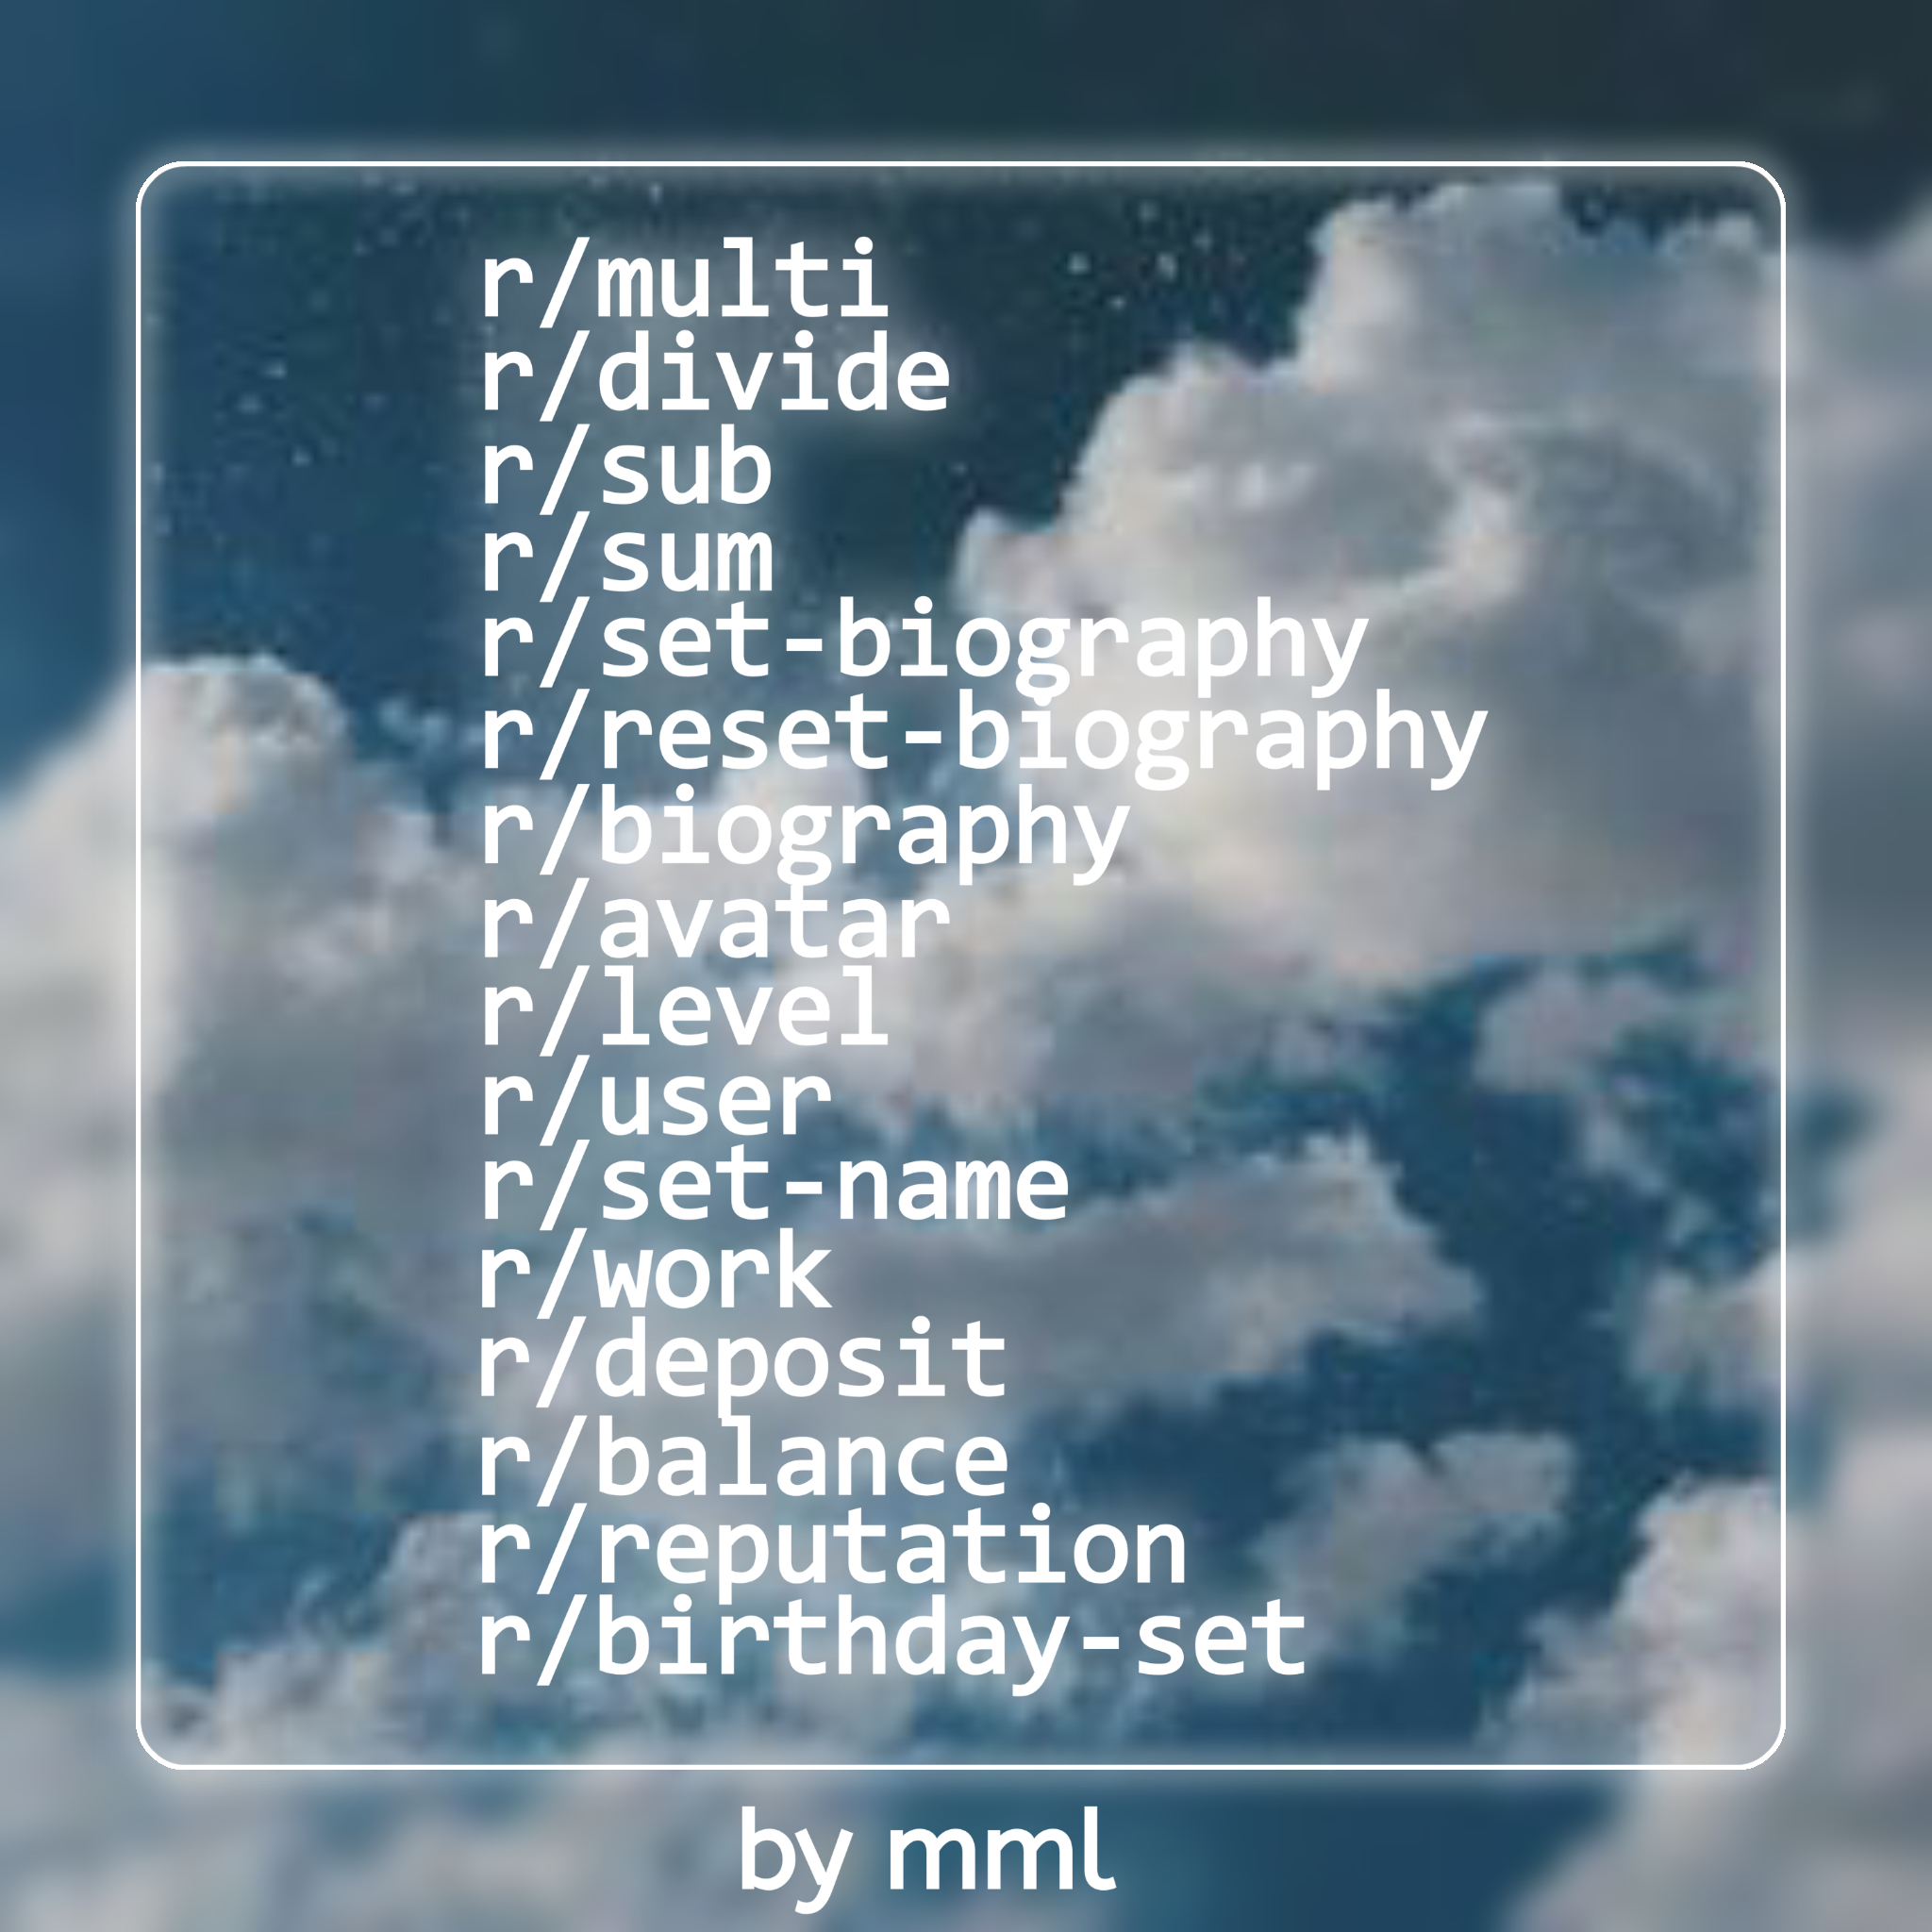 r/multi
r/divide
r/sub
r/sum
r/set-biography
r/reset-biography
r/biography
r/avatar
r/level
r/user
r/set-name
r/work
r/deposit
r/balance
r/reputation
r/birthday-set
by mml